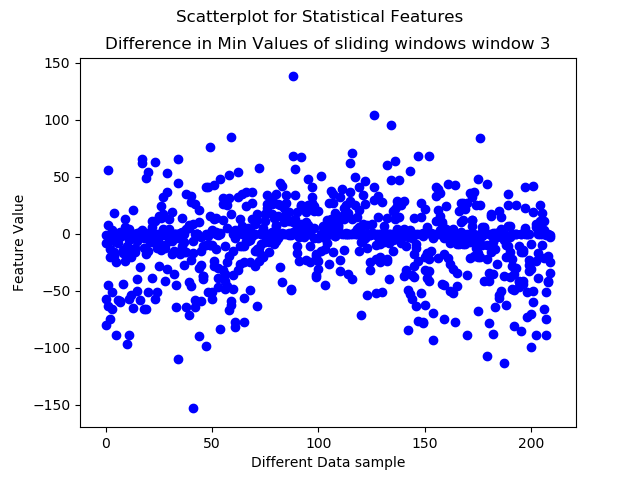 Scatterplot for Statistical Features
Difference in Min Values of sliding windows window 3
150
100
50
0
−50
−100
−150
Feature Value
0 50 100 150 200
Different Data sample